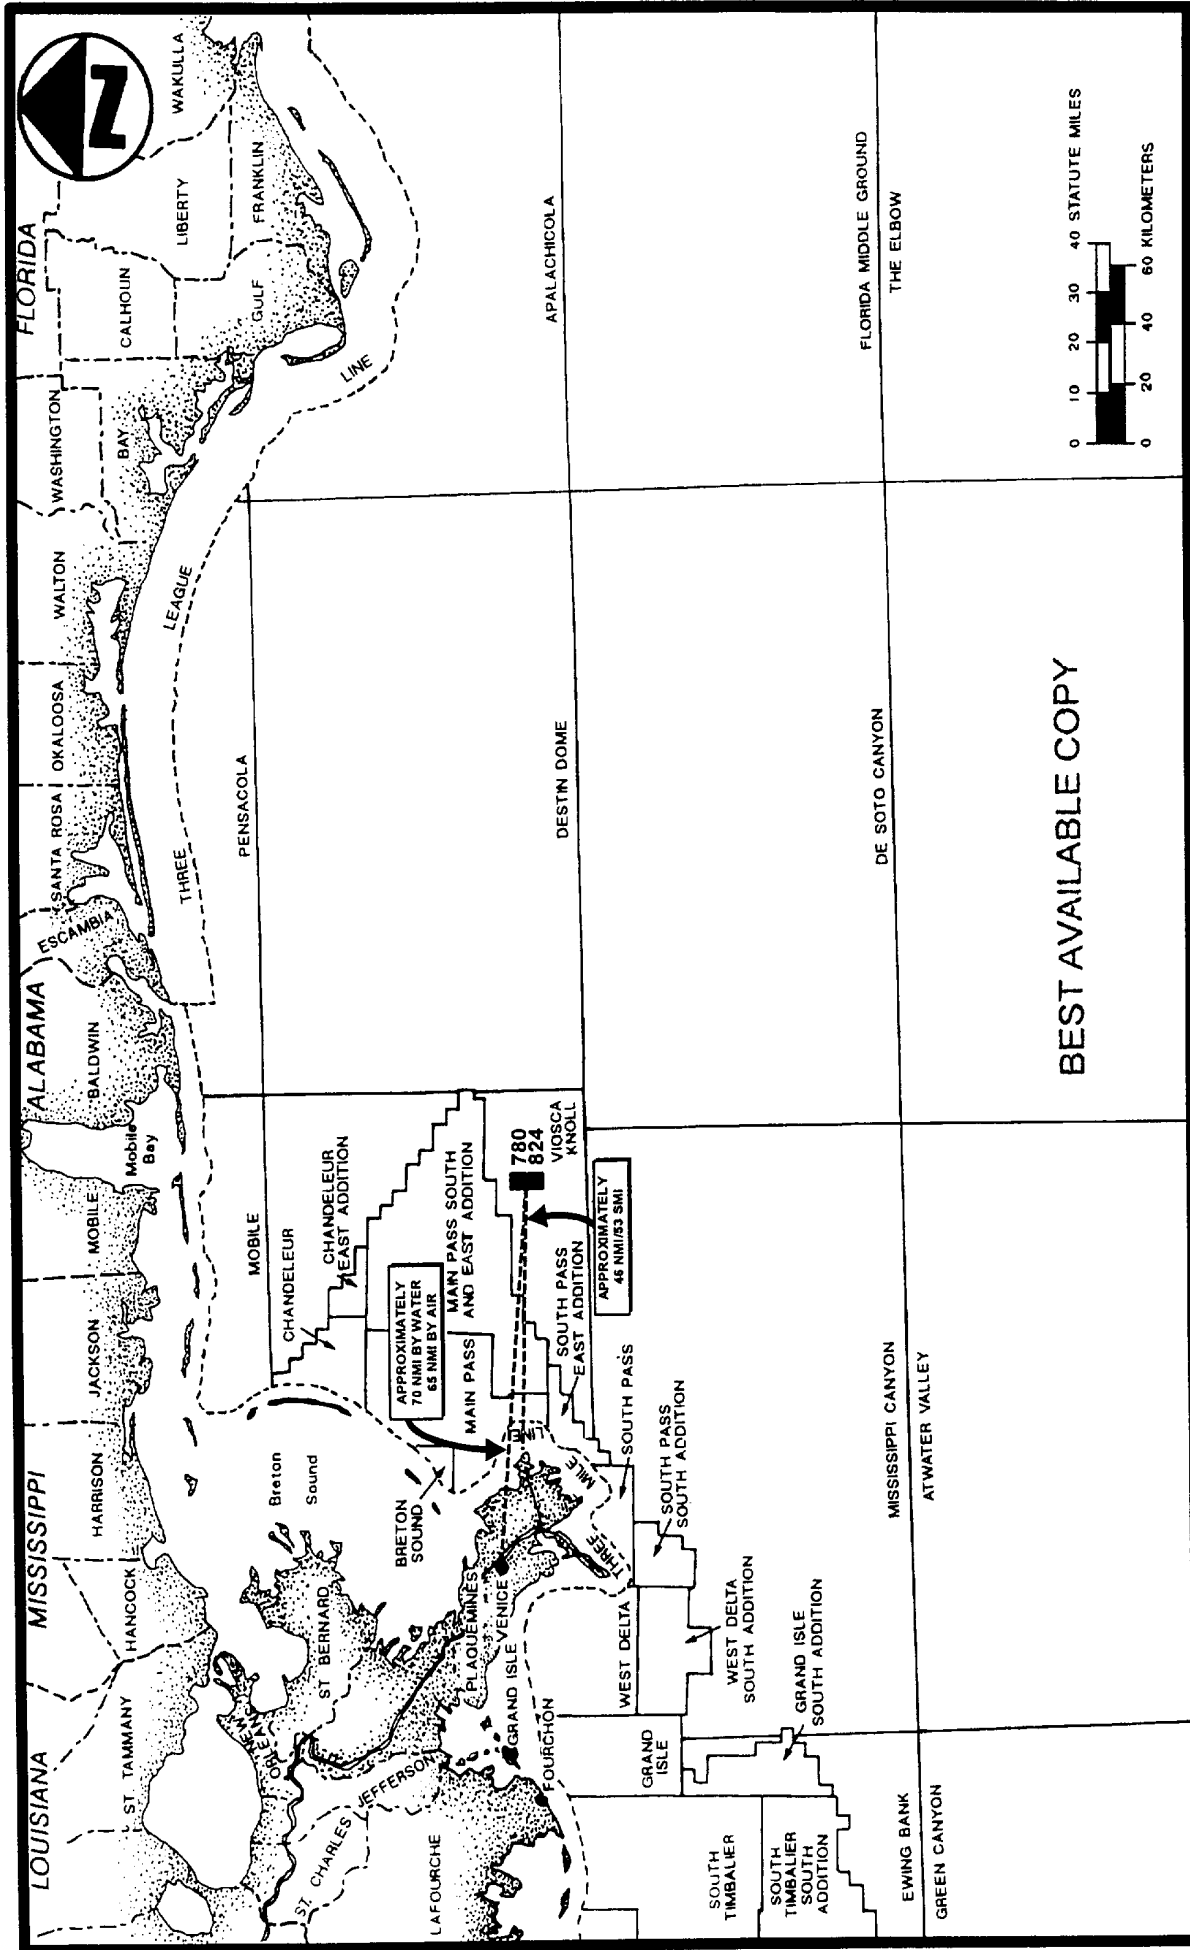 LOUISIANA
MISSISSIPPI
ALABAMA
FLORIDA
N
ST TAMMANY
HANCOCK
HARRISON
JACKSON
MOBILE
Mobile
Bay
BALDWIN
ESCAMBIA
SANTA ROSA
OKALOOSA
WALTON
WASHINGTON
BAY
CALHOUN
GULF
LIBERTY
FRANKLIN
WAKULLA
NEW
ORLEANS
ST BERNARD
ST CHARLES
JEFFERSON
LAFOURCHE
PLAQUEMINES
VENICE
GRAND ISLE
FOURCHON
Breton
Sound
BRETON
SOUND
THREE
LEAGUE
LINE
THREE
MILE
LINE
MOBILE
PENSACOLA
CHANDELEUR
CHANDELEUR
EAST ADDITION
MAIN PASS
MAIN PASS SOUTH
AND EAST ADDITION
APPROXIMATELY
70 NMI BY WATER
65 NMI BY AIR
780
824
VIOSCA
KNOLL
APPROXIMATELY
46 NMI/53 SMI
SOUTH PASS
EAST ADDITION
SOUTH PASS
SOUTH PASS
SOUTH ADDITION
WEST DELTA
WEST DELTA
SOUTH ADDITION
GRAND
ISLE
GRAND ISLE
SOUTH ADDITION
SOUTH
TIMBALIER
SOUTH
TIMBALIER
SOUTH
ADDITION
DESTIN DOME
APALACHICOLA
EWING BANK
GREEN CANYON
MISSISSIPPI CANYON
ATWATER VALLEY
DE SOTO CANYON
FLORIDA MIDDLE GROUND
THE ELBOW
BEST AVAILABLE COPY
0 10 20 30 40 STATUTE MILES
0 20 40 60 KILOMETERS